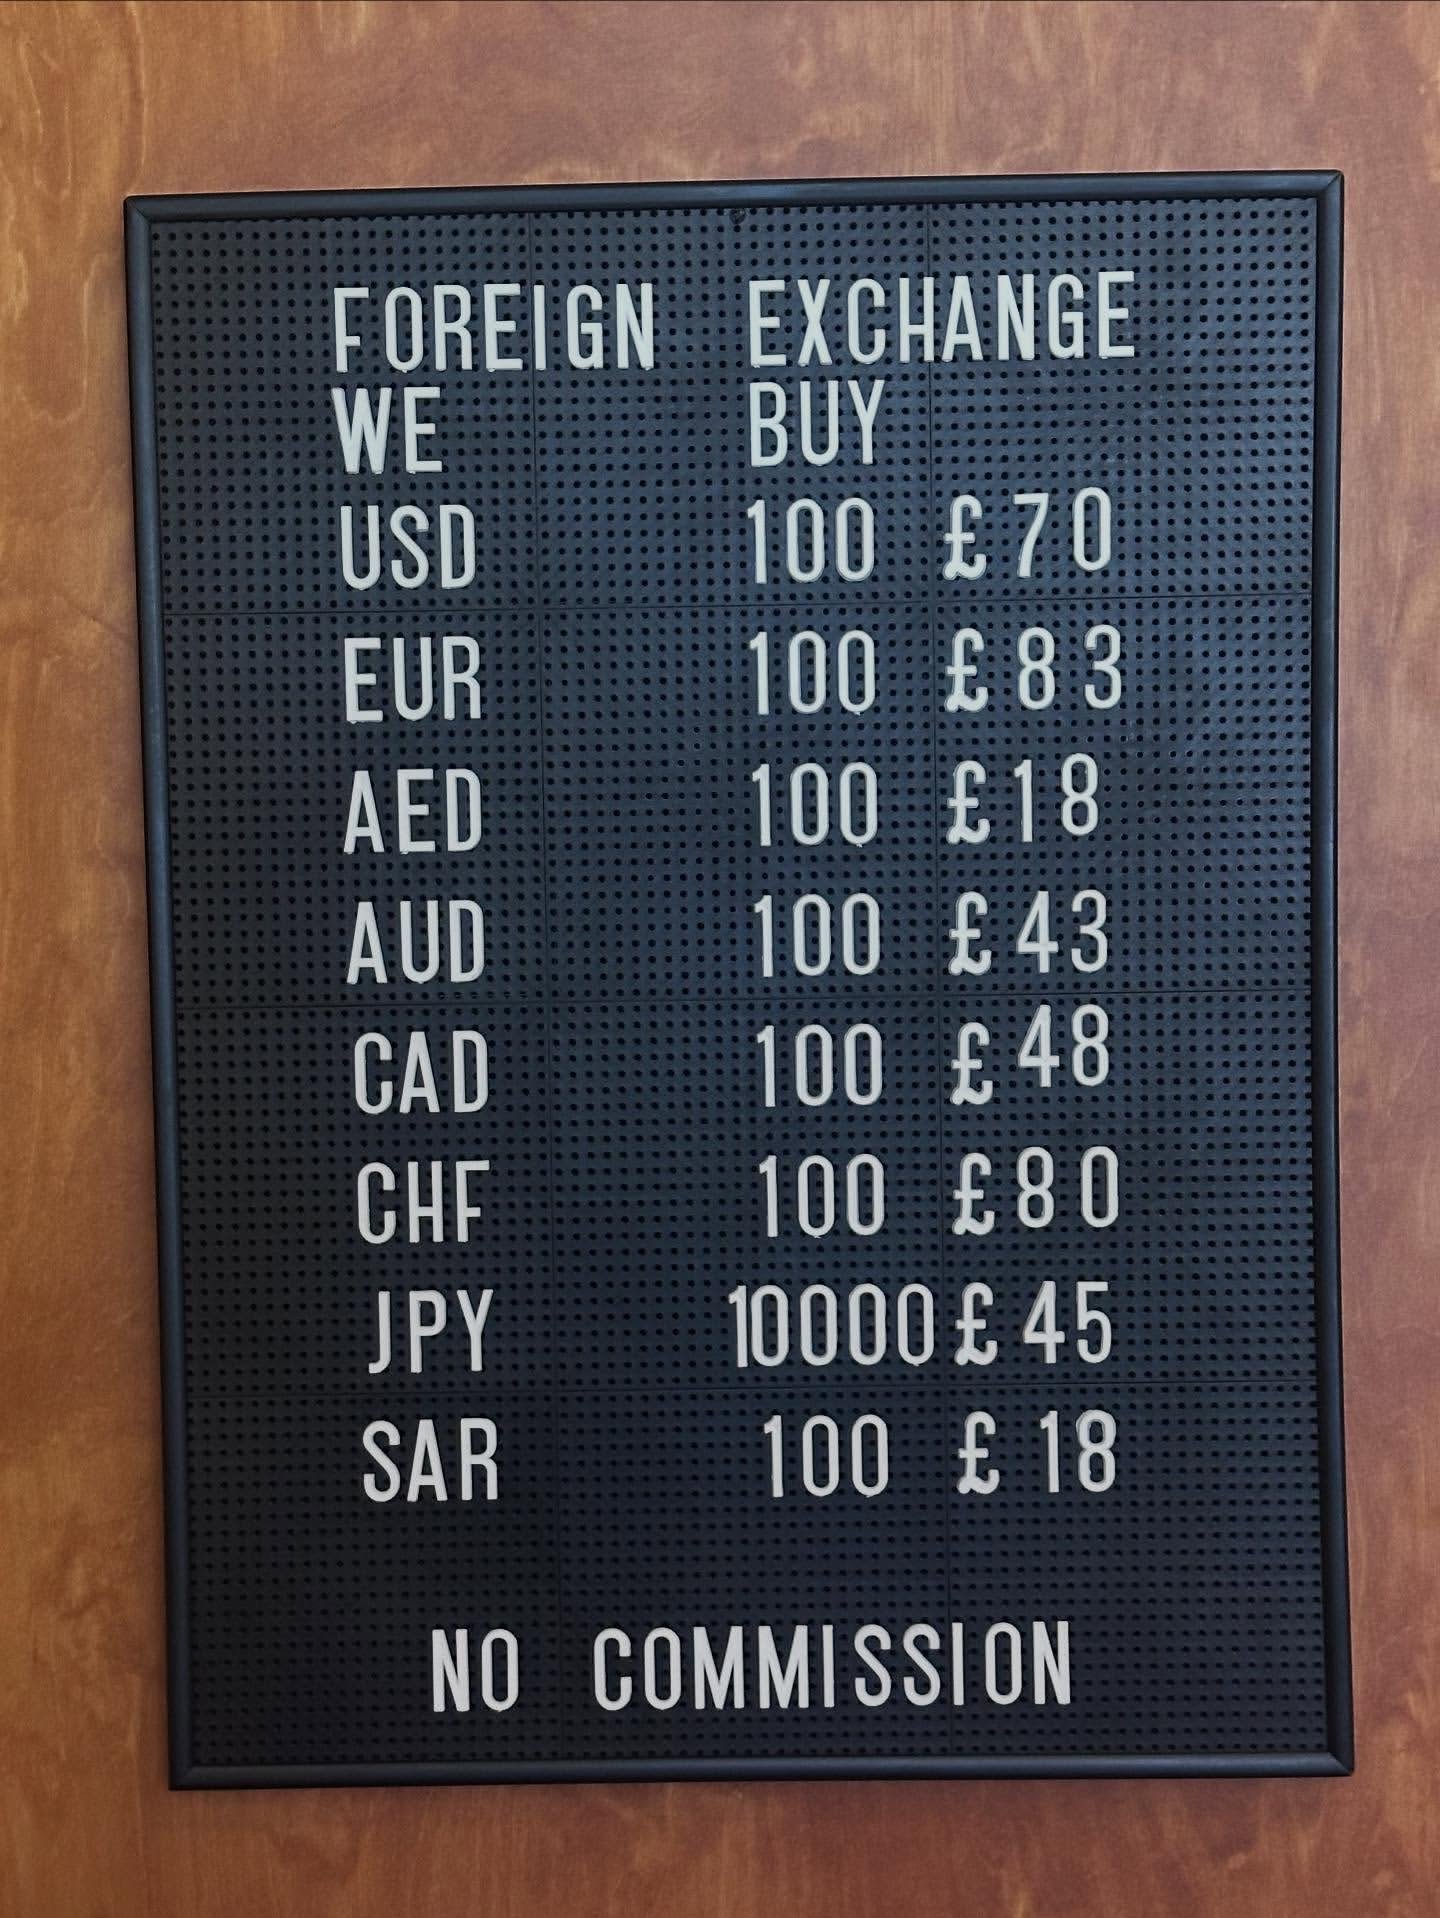 FOREIGN EXCHANGE
WE BUY
USD 100 £70
EUR 100 £83
AED 100 £18
AUD 100 £43
CAD 100 £48
CHF 100 £80
JPY 10000 £45
SAR 100 £18
NO COMMISSION